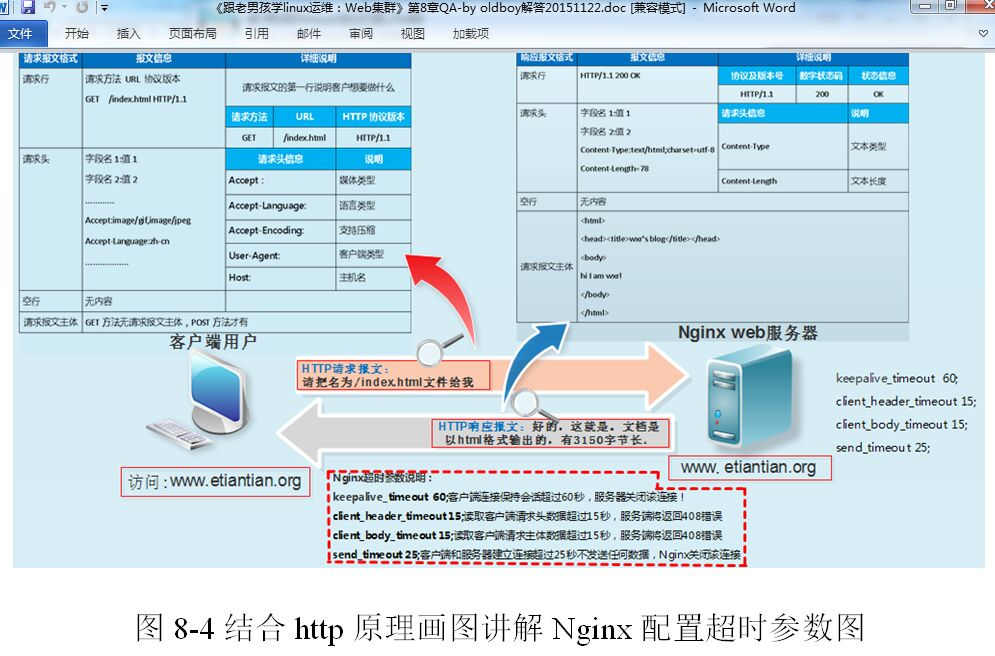 《跟老男孩学linux运维：Web集群》第8章QA-by oldboy解答20151122.doc [兼容模式] - Microsoft Word
文件 开始 插入 页面布局 引用 邮件 审阅 视图 加载项
请求报文格式 报文信息 详细说明
请求行 请求方法 URL 协议版本
GET /index.html HTTP/1.1
请求报文的第一行说明客户想要做什么
请求方法 URL HTTP 协议版本
GET /index.html HTTP/1.1
请求头 字段名 1:值 1
字段名 2:值 2
............
Accept:image/gif,image/jpeg
Accept-Language:zh-cn
..................
请求头信息 说明
Accept： 媒体类型
Accept-Language: 语言类型
Accept-Encoding: 支持压缩
User-Agent: 客户端类型
Host: 主机名
空行 无内容
请求报文主体 GET 方法无请求报文主体，POST 方法才有
客户端用户
响应报文格式 报文信息 详细说明
请求行 HTTP/1.1 200 OK
协议及版本号 数字状态码 状态信息
HTTP/1.1 200 OK
请求头 字段名 1:值 1
字段名 2:值 2
Content-Type:text/html;charset=utf-8
Content-Length=78
请求头信息 说明
Content-Type 文本类型
Content-Length 文本长度
空行 无内容
请求报文主体
<html>
<head><title>wxr's blog</title></head>
<body>
hi I am wxr!
</body>
</html>
Nginx web服务器
HTTP请求报文：
请把名为/index.html文件给我
HTTP响应报文：好的，这就是。文档是
以html格式输出的，有3150字节长.
keepalive_timeout 60;
client_header_timeout 15;
client_body_timeout 15;
send_timeout 25;
访问:www.etiantian.org
www. etiantian.org
Nginx超时参数说明：
keepalive_timeout 60;客户端连接保持会话超过60秒，服务器关闭该连接！
client_header_timeout 15;读取客户端请求头数据超过15秒，服务端将返回408错误
client_body_timeout 15;读取客户端请求主体数据超过15秒，服务端将返回408错误
send_timeout 25;客户端和服务器建立连接超过25秒不发送任何数据，Nginx关闭该连接
图 8-4 结合 http 原理画图讲解 Nginx 配置超时参数图